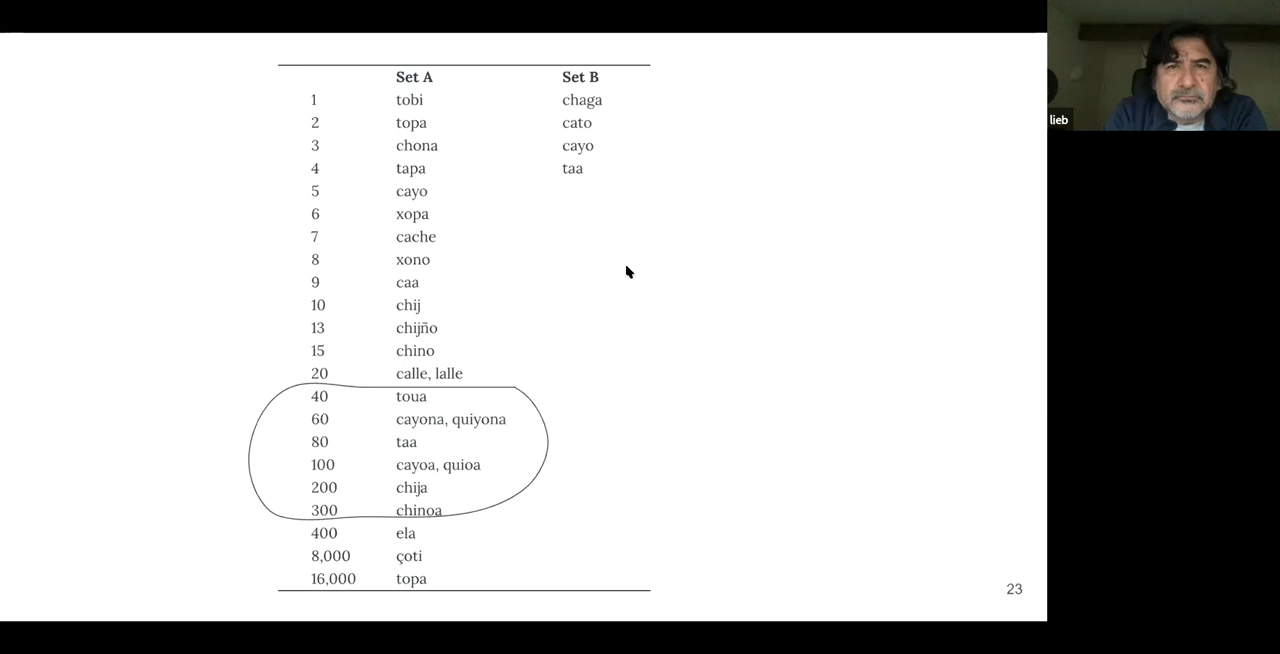 Set A Set B
1 tobi chaga
2 topa cato
3 chona cayo
4 tapa taa
5 cayo
6 xopa
7 cache
8 xono
9 caa
10 chij
13 chijño
15 chino
20 calle, lalle
40 toua
60 cayona, quiyona
80 taa
100 cayoa, quioa
200 chija
300 chinoa
400 ela
8,000 çoti
16,000 topa
23
lieb